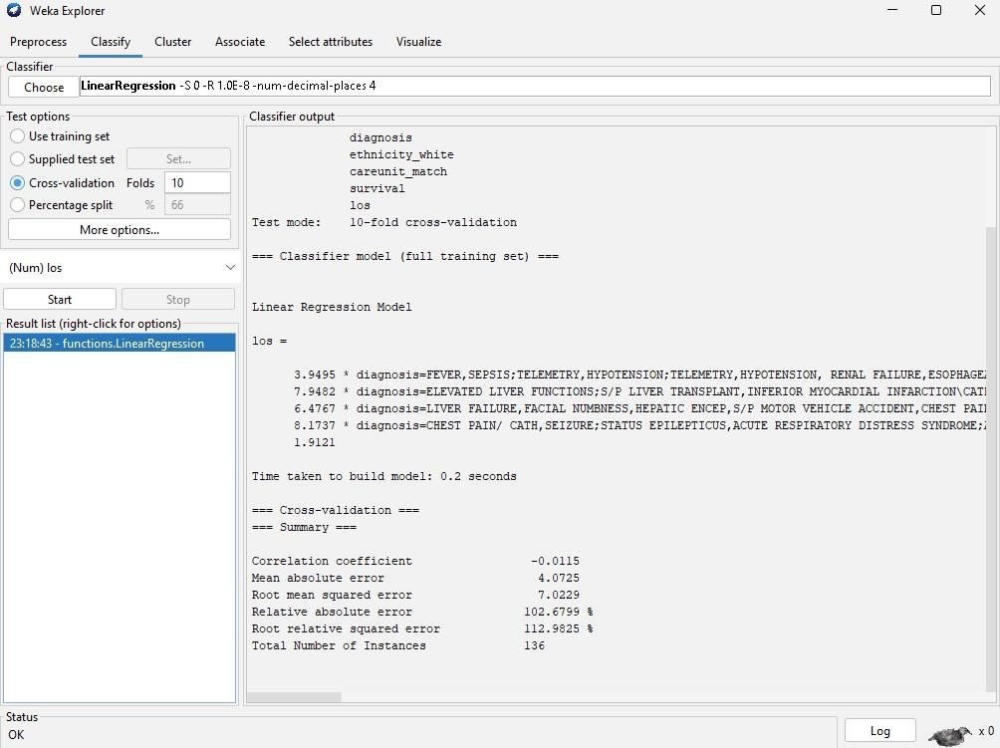 Weka Explorer
Preprocess Classify Cluster Associate Select attributes Visualize
Classifier
Choose LinearRegression -S 0 -R 1.0E-8 -num-decimal-places 4
Test options
Use training set
Supplied test set Set...
Cross-validation Folds 10
Percentage split % 66
More options...
(Num) los
Start Stop
Result list (right-click for options)
23:18:43 - functions.LinearRegression
Classifier output
diagnosis
ethnicity_white
careunit_match
survival
los
Test mode: 10-fold cross-validation
=== Classifier model (full training set) ===
Linear Regression Model
los =
3.9495 * diagnosis=FEVER,SEPSIS;TELEMETRY,HYPOTENSION;TELEMETRY,HYPOTENSION, RENAL FAILURE,ESOPHAGEA
7.9482 * diagnosis=ELEVATED LIVER FUNCTIONS;S/P LIVER TRANSPLANT,INFERIOR MYOCARDIAL INFARCTION\CATH
6.4767 * diagnosis=LIVER FAILURE,FACIAL NUMBNESS,HEPATIC ENCEP,S/P MOTOR VEHICLE ACCIDENT,CHEST PAI
8.1737 * diagnosis=CHEST PAIN/ CATH,SEIZURE;STATUS EPILEPTICUS,ACUTE RESPIRATORY DISTRESS SYNDROME;
1.9121
Time taken to build model: 0.2 seconds
=== Cross-validation ===
=== Summary ===
Correlation coefficient -0.0115
Mean absolute error 4.0725
Root mean squared error 7.0229
Relative absolute error 102.6799 %
Root relative squared error 112.9825 %
Total Number of Instances 136
Status
OK
Log x 0